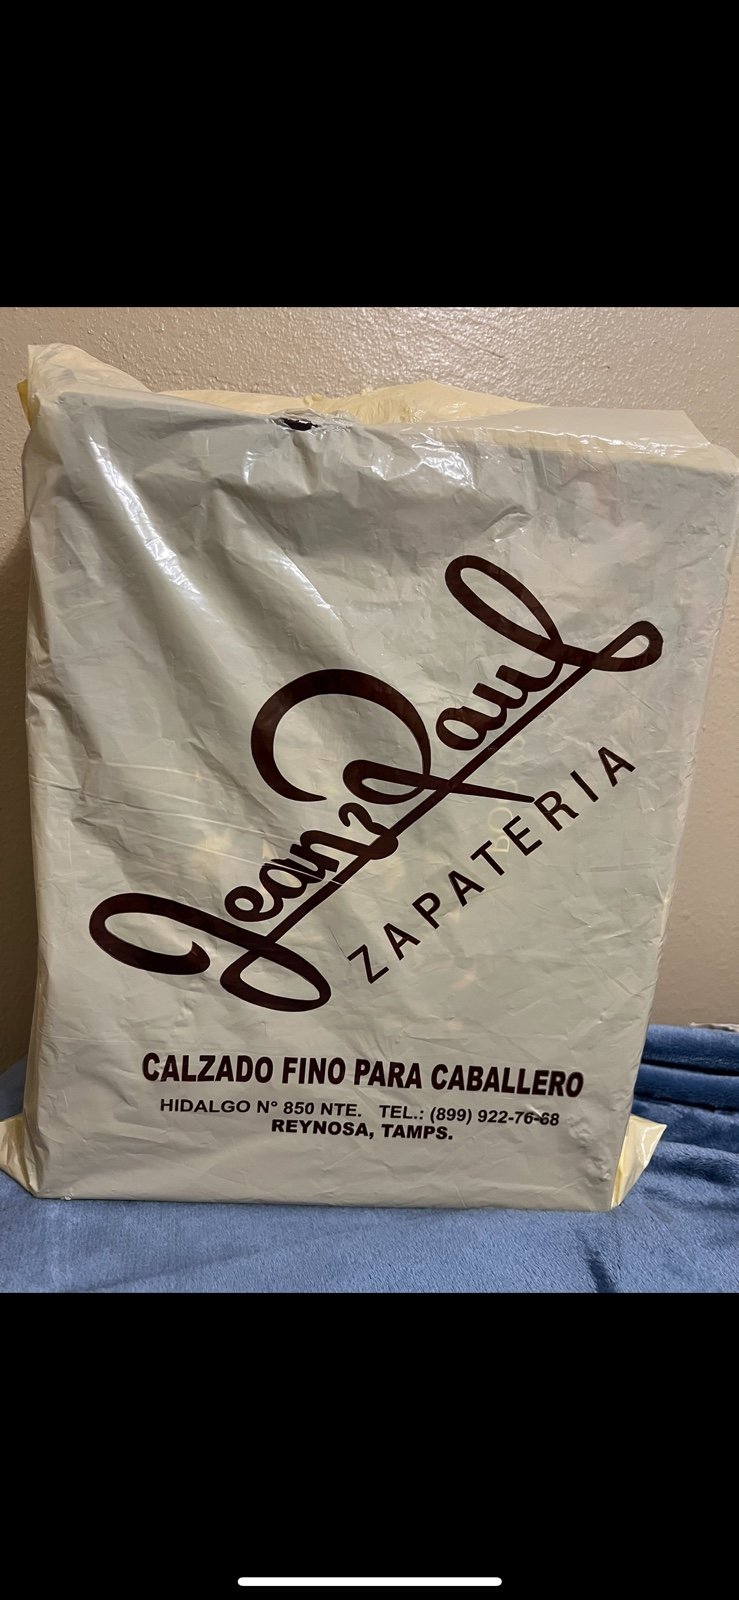 Jean Paul
ZAPATERIA
CALZADO FINO PARA CABALLERO
HIDALGO N° 850 NTE. TEL.: (899) 922-76-68
REYNOSA, TAMPS.